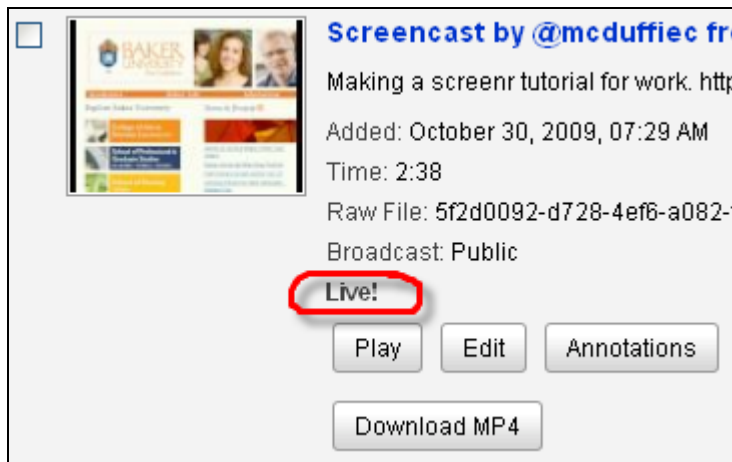 BAKER
UNIVERSITY
Screencast by @mcduffiec fr
Making a screenr tutorial for work. http
Added: October 30, 2009, 07:29 AM
Time: 2:38
Raw File: 5f2d0092-d728-4ef6-a082-
Broadcast: Public
Live!
Play Edit Annotations
Download MP4